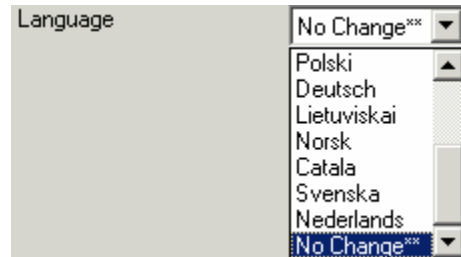 Language
No Change**
Polski
Deutsch
Lietuviskai
Norsk
Catala
Svenska
Nederlands
No Change**